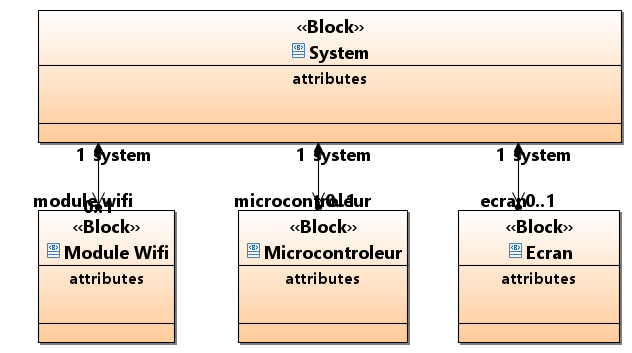 «Block»
System
attributes
1 system
1 system
1 system
module wifi
0..1
microcontroleur
0..1
ecran
0..1
«Block»
Module Wifi
attributes
«Block»
Microcontroleur
attributes
«Block»
Ecran
attributes